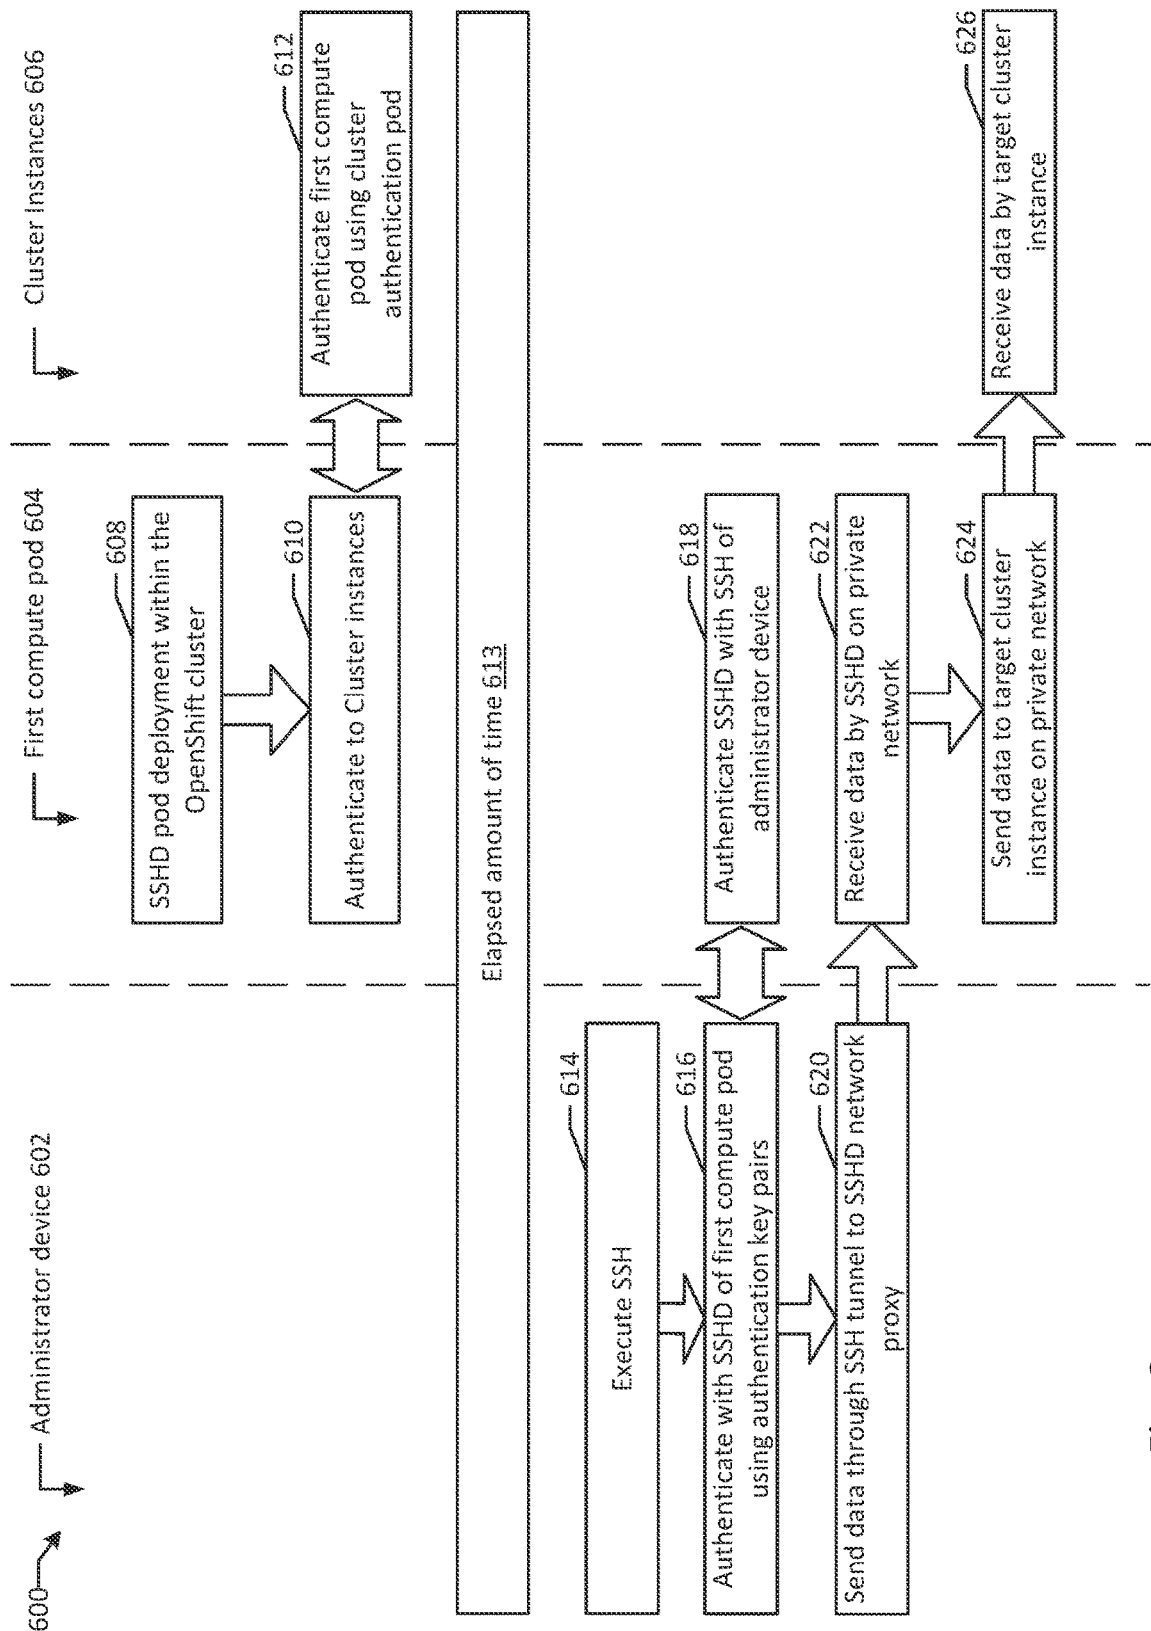 600
Administrator device 602
First compute pod 604
Cluster Instances 606
608
SSHD pod deployment within the
OpenShift cluster
610
Authenticate to Cluster instances
612
Authenticate first compute
pod using cluster
authentication pod
Elapsed amount of time 613
614
Execute SSH
616
Authenticate with SSHD of first compute pod
using authentication key pairs
618
Authenticate SSHD with SSH of
administrator device
620
Send data through SSH tunnel to SSHD network
proxy
622
Receive data by SSHD on private
network
624
Send data to target cluster
instance on private network
626
Receive data by target cluster
instance